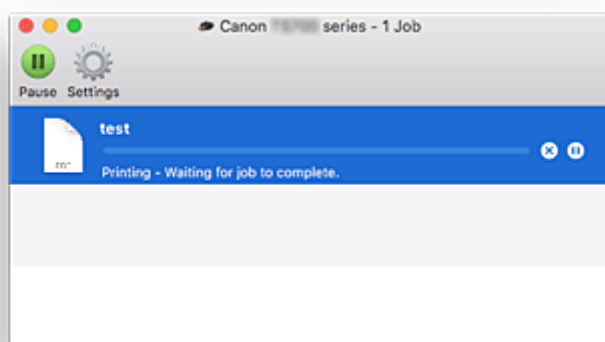 Canon series - 1 Job
Pause Settings
test
Printing - Waiting for job to complete.